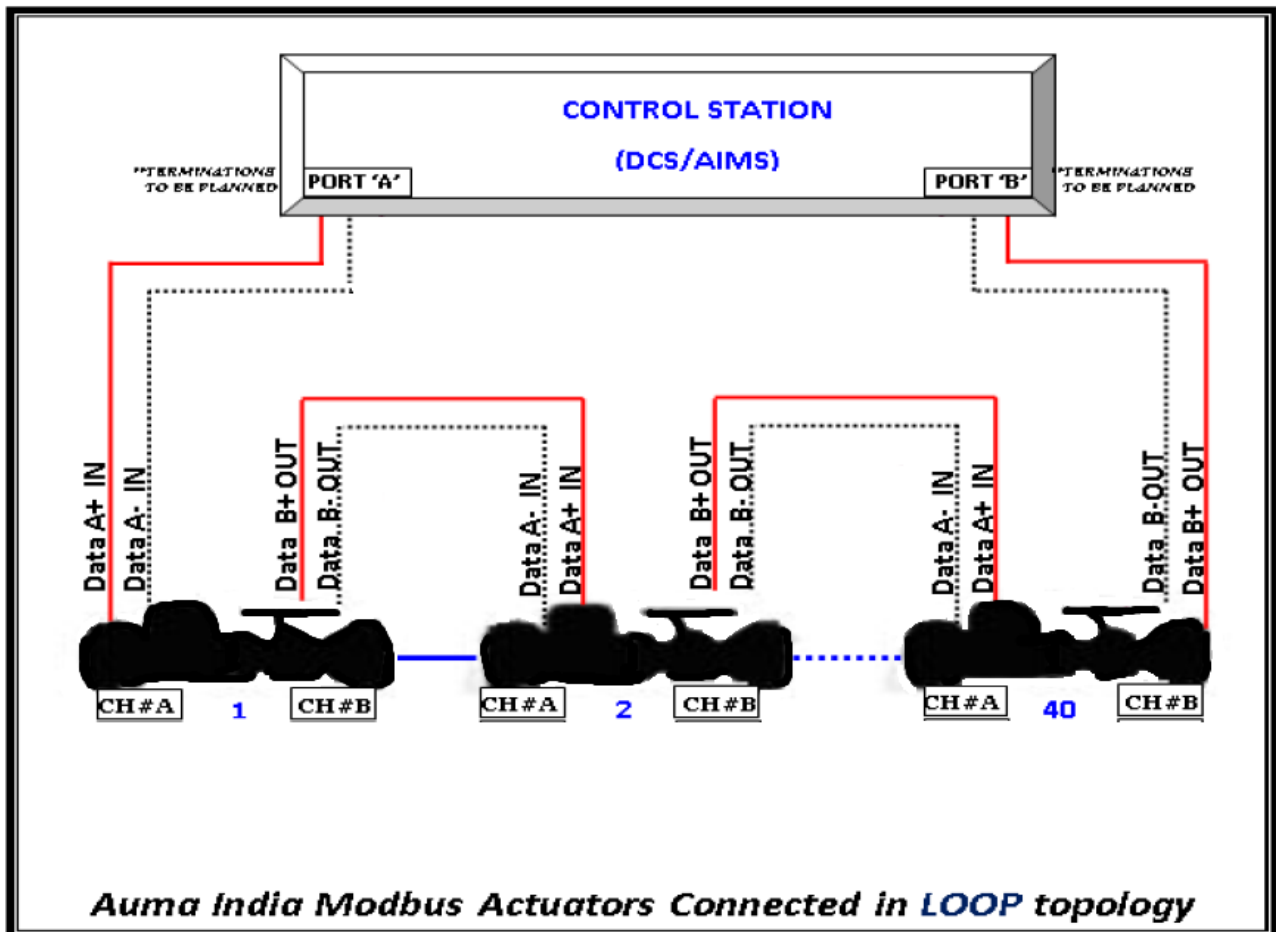 CONTROL STATION
(DCS/AIMS)
**TERMINATIONS
TO BE PLANNED
PORT 'A'
PORT 'B'
**TERMINATIONS
TO BE PLANNED
Data A+ IN
Data A- IN
Data B+ OUT
Data B- OUT
Data A- IN
Data A+ IN
Data B+ OUT
Data B- OUT
Data A- IN
Data A+ IN
Data B-OUT
Data B+ OUT
CH#A
1
CH#B
CH#A
2
CH#B
CH#A
40
CH#B
Auma India Modbus Actuators Connected in LOOP topology